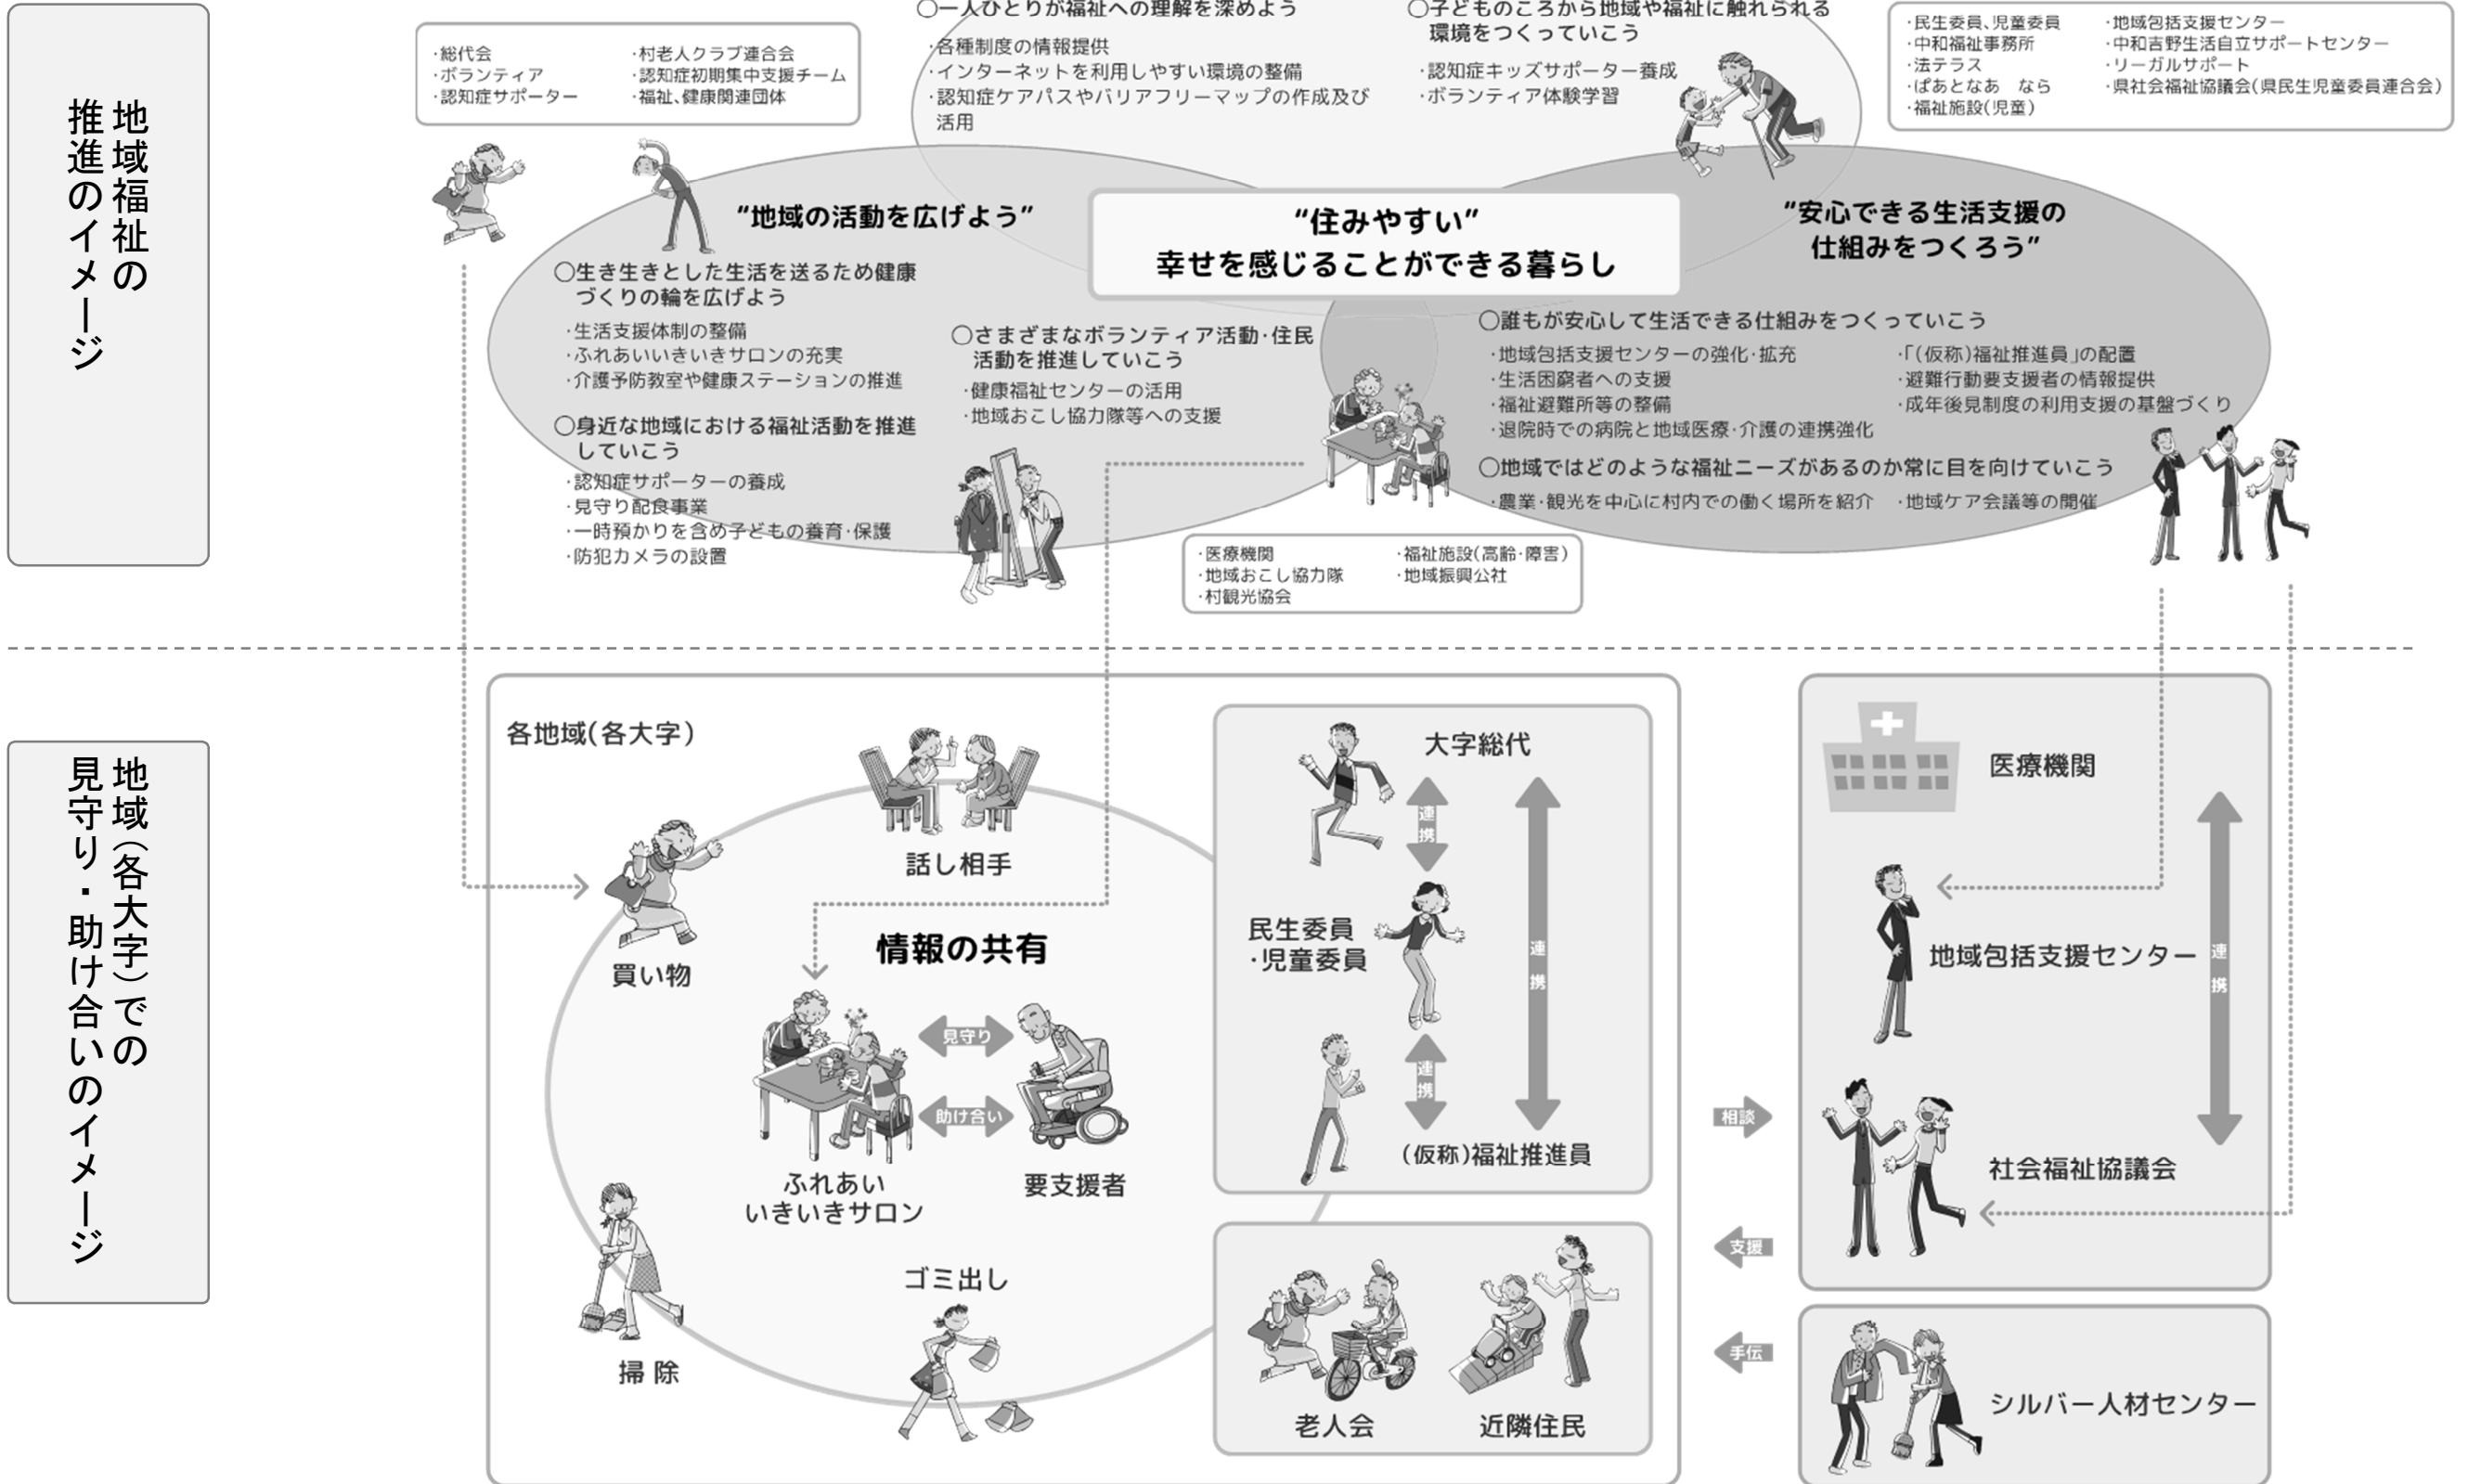 地域福祉の
推進のイメージ
・総代会
・ボランティア
・認知症サポーター
・村老人クラブ連合会
・認知症初期集中支援チーム
・福祉、健康関連団体
○一人ひとりが福祉への理解を深めよう
・各種制度の情報提供
・インターネットを利用しやすい環境の整備
・認知症ケアパスやバリアフリーマップの作成及び
活用
○子どものころから地域や福祉に触れられる
環境をつくっていこう
・認知症キッズサポーター養成
・ボランティア体験学習
・民生委員、児童委員
・中和福祉事務所
・法テラス
・ぱあとなあ　なら
・福祉施設(児童)
・地域包括支援センター
・中和吉野生活自立サポートセンター
・リーガルサポート
・県社会福祉協議会(県民生児童委員連合会)
“地域の活動を広げよう”
“住みやすい”
幸せを感じることができる暮らし
“安心できる生活支援の
仕組みをつくろう”
○生き生きとした生活を送るため健康
づくりの輪を広げよう
・生活支援体制の整備
・ふれあいいきいきサロンの充実
・介護予防教室や健康ステーションの推進
○身近な地域における福祉活動を推進
していこう
・認知症サポーターの養成
・見守り配食事業
・一時預かりを含め子どもの養育・保護
・防犯カメラの設置
○さまざまなボランティア活動・住民
活動を推進していこう
・健康福祉センターの活用
・地域おこし協力隊等への支援
○誰もが安心して生活できる仕組みをつくっていこう
・地域包括支援センターの強化・拡充
・生活困窮者への支援
・福祉避難所等の整備
・退院時での病院と地域医療・介護の連携強化
・「(仮称)福祉推進員」の配置
・避難行動要支援者の情報提供
・成年後見制度の利用支援の基盤づくり
○地域ではどのような福祉ニーズがあるのか常に目を向けていこう
・農業・観光を中心に村内での働く場所を紹介
・地域ケア会議等の開催
・医療機関
・地域おこし協力隊
・村観光協会
・福祉施設(高齢・障害)
・地域振興公社
地域(各大字)での
見守り・助け合いのイメージ
各地域(各大字)
話し相手
買い物
情報の共有
見守り
助け合い
ふれあい
いきいきサロン
要支援者
掃除
ゴミ出し
大字総代
連携
民生委員
・児童委員
連携
連携
(仮称)福祉推進員
老人会
近隣住民
相談
支援
手伝
医療機関
地域包括支援センター
連携
社会福祉協議会
シルバー人材センター